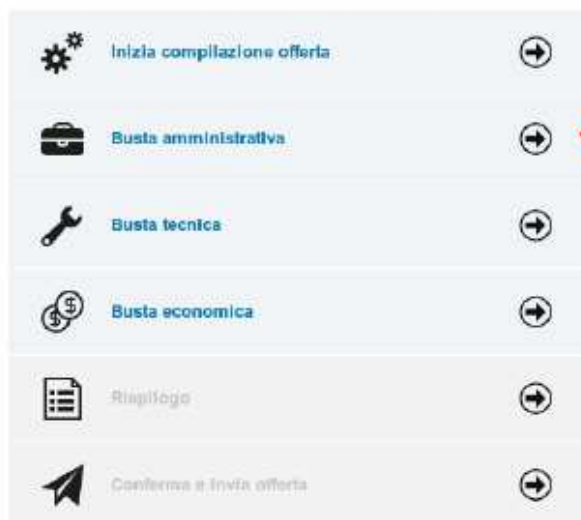 Inizia compilazione offerta
Busta amministrativa
Busta tecnica
Busta economica
Riepilogo
Conferma e invia offerta